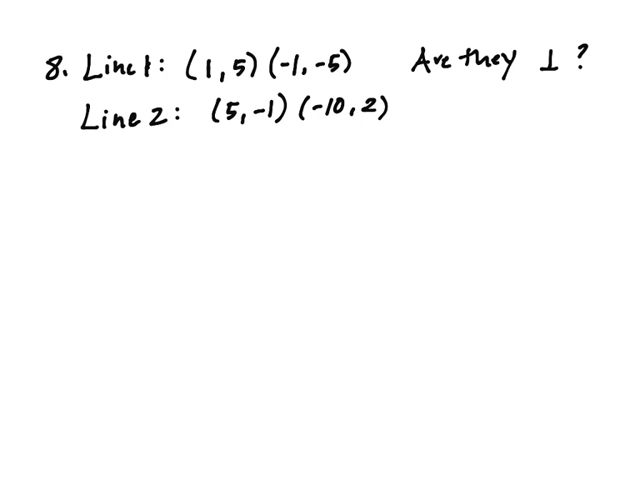 8. Line 1: (1,5) (-1,-5) Are they ⊥ ?
Line 2: (5,-1) (-10,2)